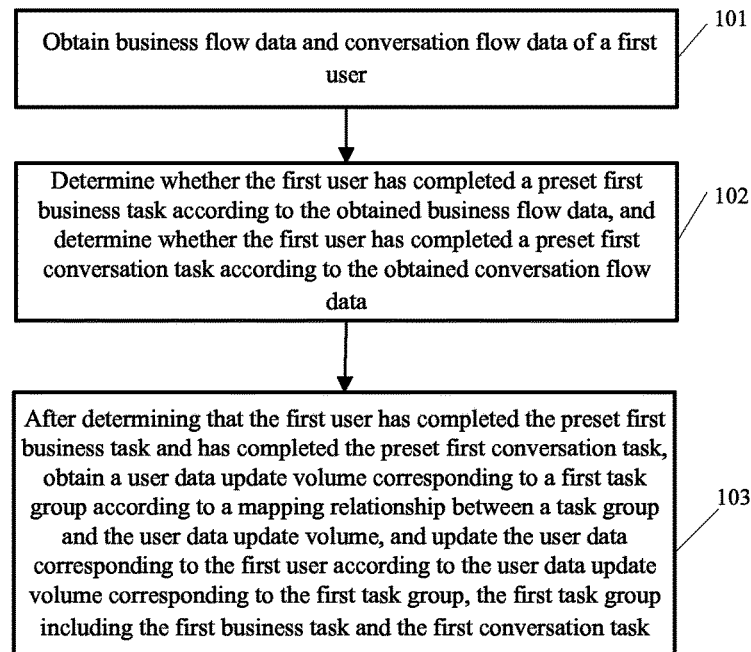 Obtain business flow data and conversation flow data of a first
user
101
Determine whether the first user has completed a preset first
business task according to the obtained business flow data, and
determine whether the first user has completed a preset first
conversation task according to the obtained conversation flow
data
102
After determining that the first user has completed the preset first
business task and has completed the preset first conversation task,
obtain a user data update volume corresponding to a first task
group according to a mapping relationship between a task group
and the user data update volume, and update the user data
corresponding to the first user according to the user data update
volume corresponding to the first task group, the first task group
including the first business task and the first conversation task
103